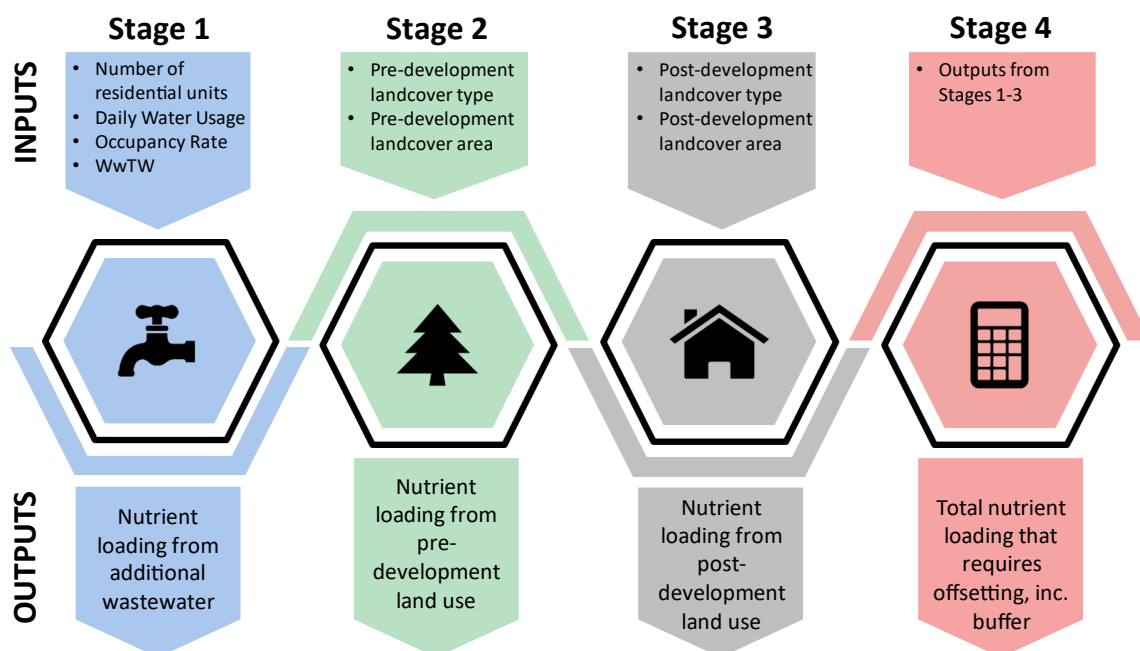 Stage 1
Stage 2
Stage 3
Stage 4
INPUTS
• Number of
residential units
• Daily Water Usage
• Occupancy Rate
• WwTW
• Pre-development
landcover type
• Pre-development
landcover area
• Post-development
landcover type
• Post-development
landcover area
• Outputs from
Stages 1-3
OUTPUTS
Nutrient
loading from
additional
wastewater
Nutrient
loading from
pre-
development
land use
Nutrient
loading from
post-
development
land use
Total nutrient
loading that
requires
offsetting, inc.
buffer